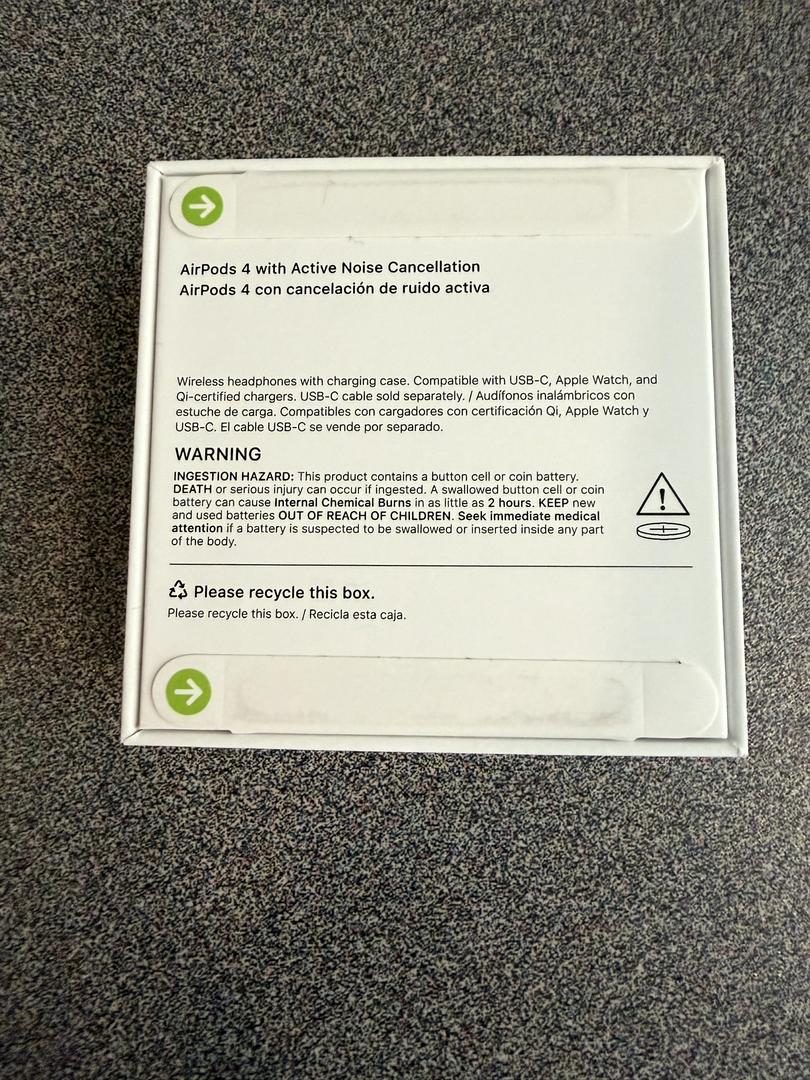 AirPods 4 with Active Noise Cancellation
AirPods 4 con cancelación de ruido activa
Wireless headphones with charging case. Compatible with USB-C, Apple Watch, and
Qi-certified chargers. USB-C cable sold separately. / Audífonos inalámbricos con
estuche de carga. Compatibles con cargadores con certificación Qi, Apple Watch y
USB-C. El cable USB-C se vende por separado.
WARNING
INGESTION HAZARD: This product contains a button cell or coin battery.
DEATH or serious injury can occur if ingested. A swallowed button cell or coin
battery can cause Internal Chemical Burns in as little as 2 hours. KEEP new
and used batteries OUT OF REACH OF CHILDREN. Seek immediate medical
attention if a battery is suspected to be swallowed or inserted inside any part
of the body.
Please recycle this box.
Please recycle this box. / Recicla esta caja.